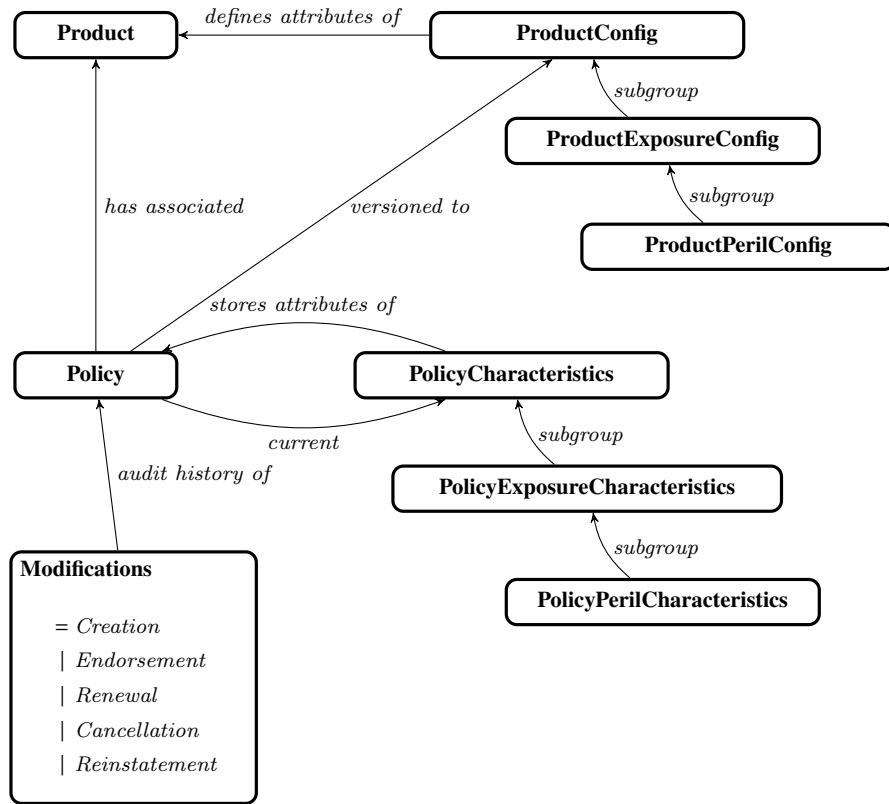 defines attributes of
Product
ProductConfig
subgroup
ProductExposureConfig
subgroup
has associated
versioned to
ProductPerilConfig
stores attributes of
Policy
PolicyCharacteristics
current
subgroup
audit history of
PolicyExposureCharacteristics
subgroup
Modifications
PolicyPerilCharacteristics
= Creation
| Endorsement
| Renewal
| Cancellation
| Reinstatement